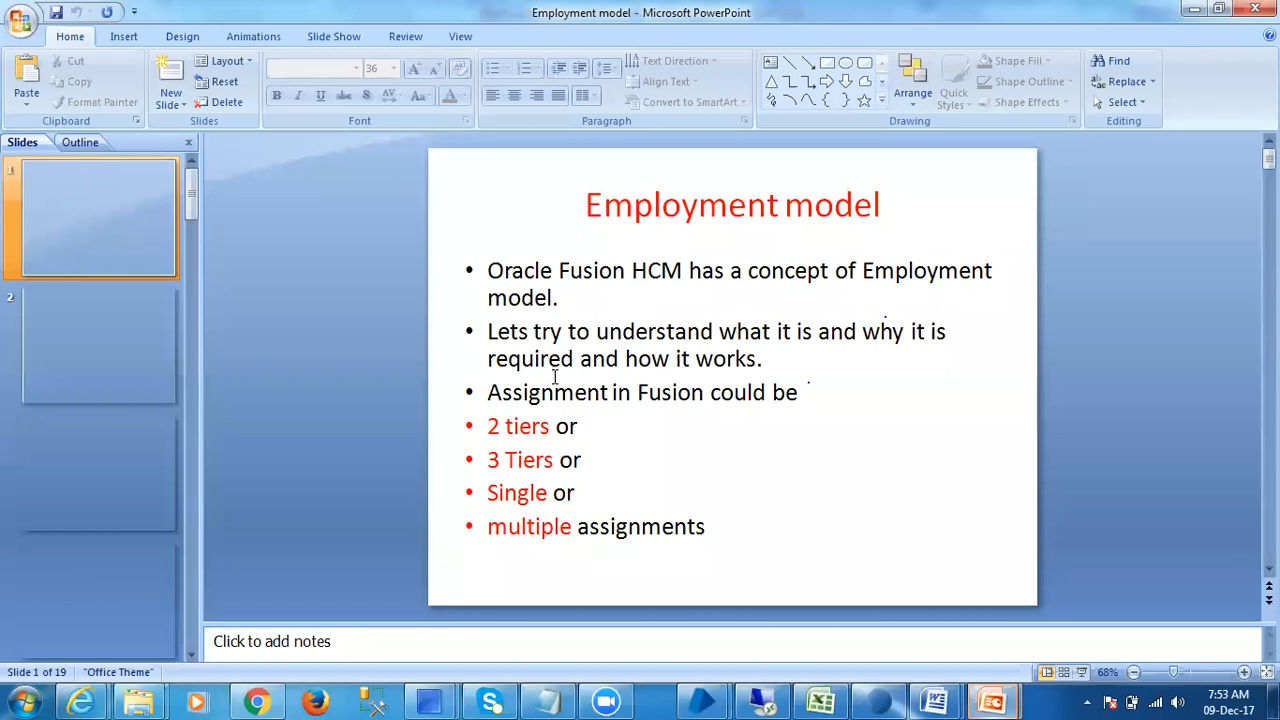 Employment model - Microsoft PowerPoint
Home Insert Design Animations Slide Show Review View
Paste
Cut
Copy
Format Painter
Clipboard
New Slide
Layout
Reset
Delete
Slides
36
B I U abc S AV Aa A
Font
Text Direction
Align Text
Convert to SmartArt
Paragraph
Arrange
Quick Styles
Shape Fill
Shape Outline
Shape Effects
Drawing
Find
Replace
Select
Editing
Slides Outline
1
2
Employment model
• Oracle Fusion HCM has a concept of Employment
model.
• Lets try to understand what it is and why it is
required and how it works.
• Assignment in Fusion could be
• 2 tiers or
• 3 Tiers or
• Single or
• multiple assignments
Click to add notes
Slide 1 of 19 "Office Theme" 68%
7:53 AM
09-Dec-17